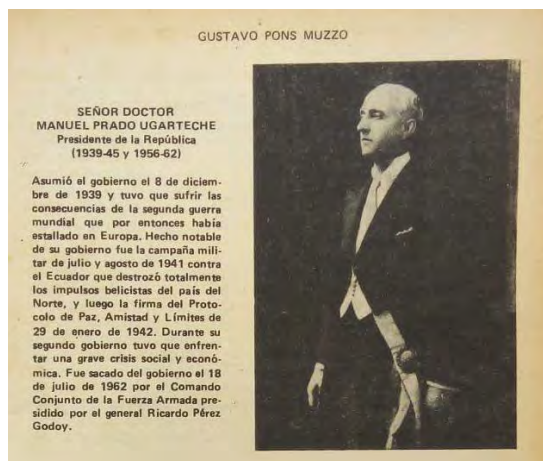 GUSTAVO PONS MUZZO
SEÑOR DOCTOR
MANUEL PRADO UGARTECHE
Presidente de la República
(1939-45 y 1956-62)
Asumió el gobierno el 8 de diciem-
bre de 1939 y tuvo que sufrir las
consecuencias de la segunda guerra
mundial que por entonces había
estallado en Europa. Hecho notable
de su gobierno fue la campaña mili-
tar de julio y agosto de 1941 contra
el Ecuador que destrozó totalmente
los impulsos belicistas del país del
Norte, y luego la firma del Proto-
colo de Paz, Amistad y Límites de
29 de enero de 1942. Durante su
segundo gobierno tuvo que enfren-
tar una grave crisis social y econó-
mica. Fue sacado del gobierno el 18
de julio de 1962 por el Comando
Conjunto de la Fuerza Armada pre-
sidido por el general Ricardo Pérez
Godoy.